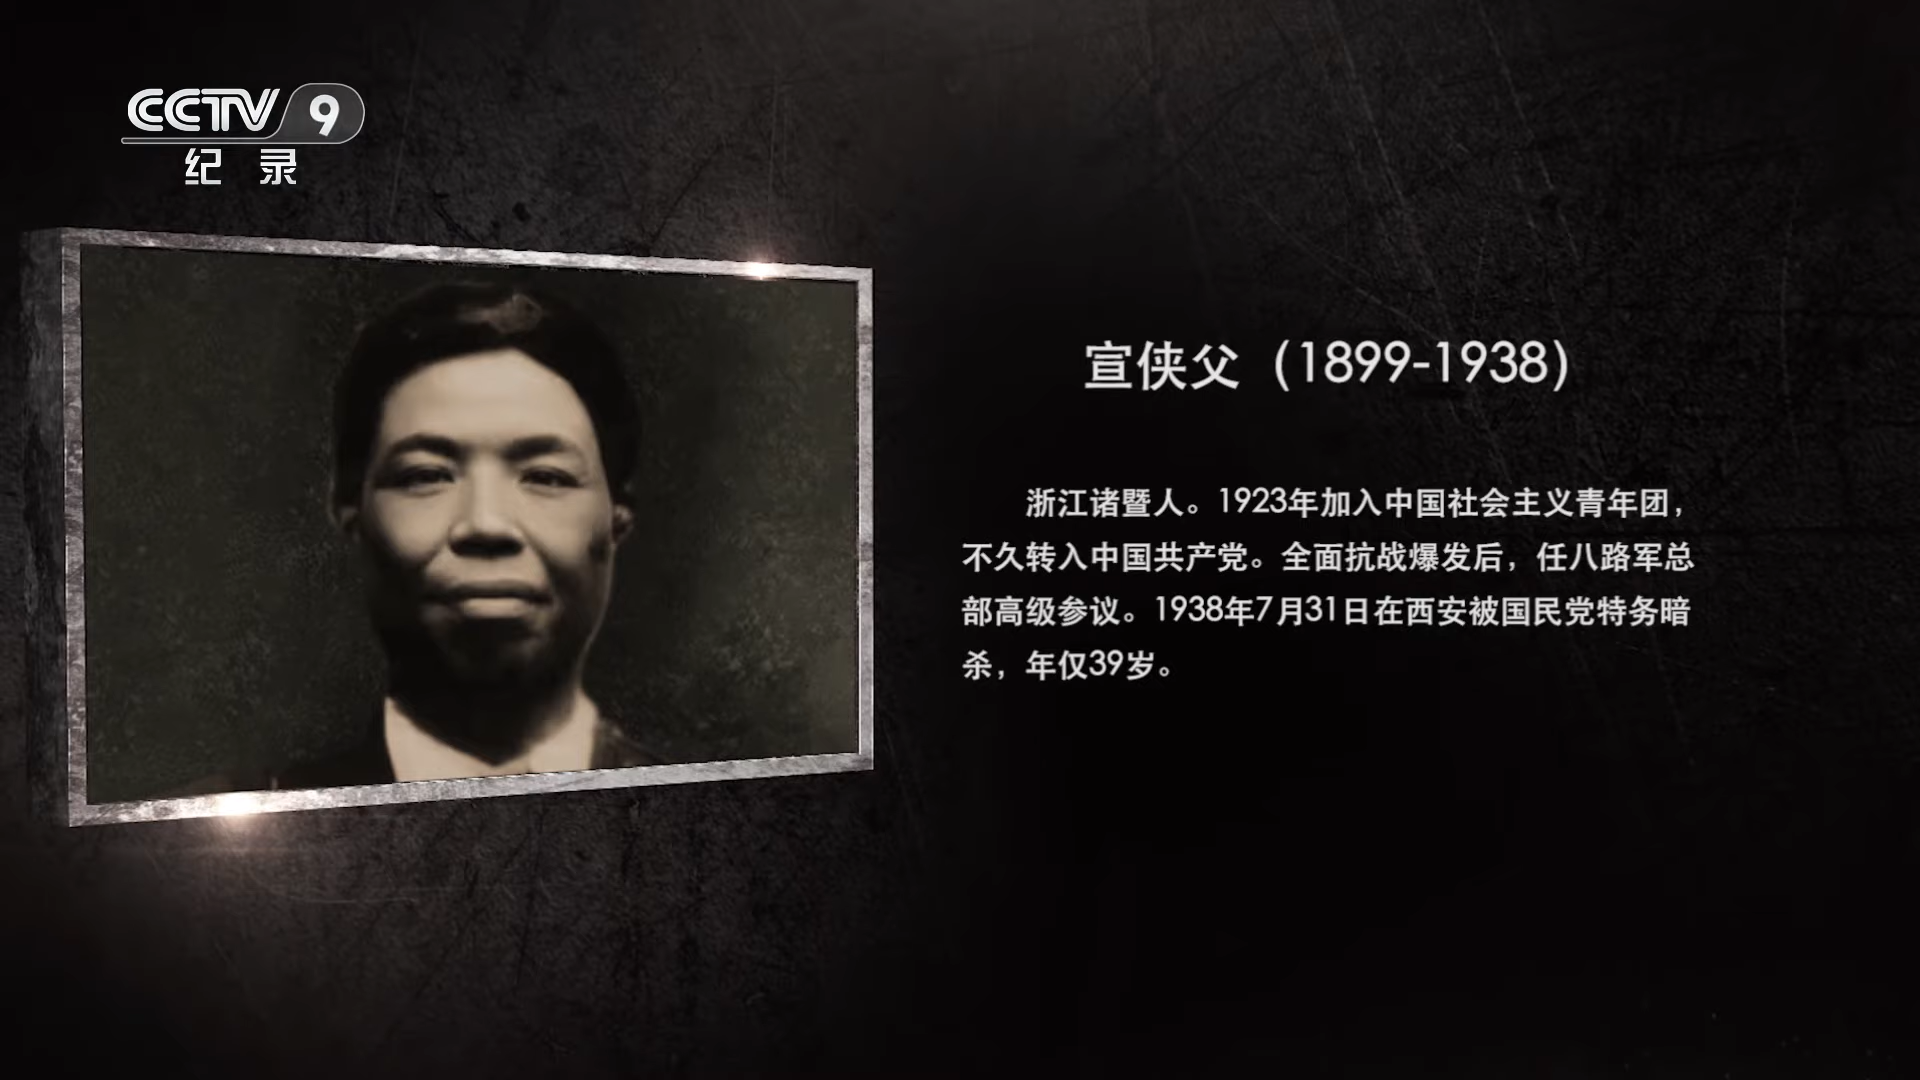 CCTV 9
纪 录
宣侠父（1899-1938）
浙江诸暨人。1923年加入中国社会主义青年团，
不久转入中国共产党。全面抗战爆发后，任八路军总
部高级参议。1938年7月31日在西安被国民党特务暗
杀，年仅39岁。